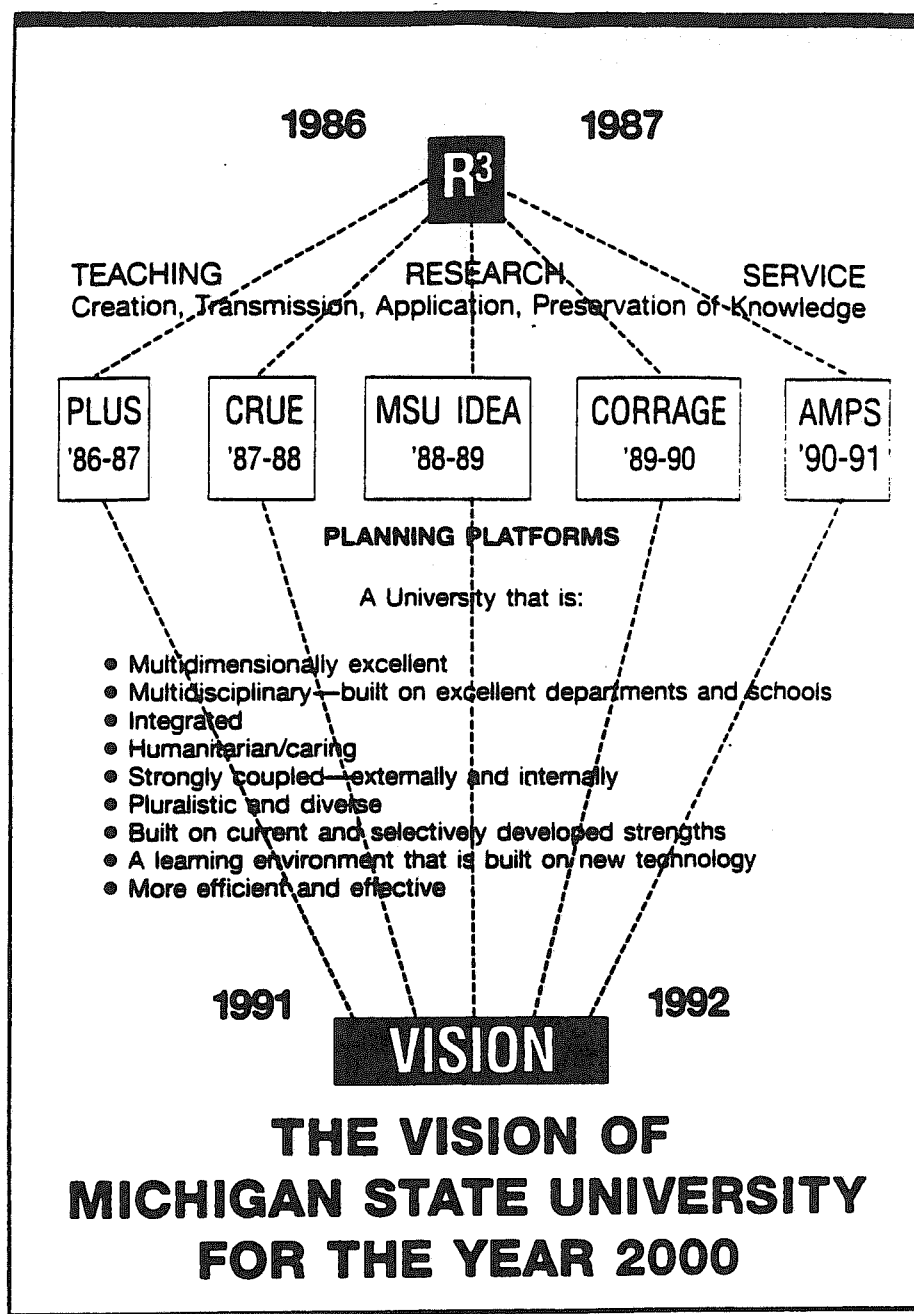 1986 1987
R³
TEACHING RESEARCH SERVICE
Creation, Transmission, Application, Preservation of Knowledge
PLUS CRUE MSU IDEA CORRAGE AMPS
'86-87 '87-88 '88-89 '89-90 '90-91
PLANNING PLATFORMS
A University that is:
● Multidimensionally excellent
● Multidisciplinary—built on excellent departments and schools
● Integrated
● Humanitarian/caring
● Strongly coupled—externally and internally
● Pluralistic and diverse
● Built on current and selectively developed strengths
● A learning environment that is built on new technology
● More efficient and effective
1991 1992
VISION
THE VISION OF
MICHIGAN STATE UNIVERSITY
FOR THE YEAR 2000